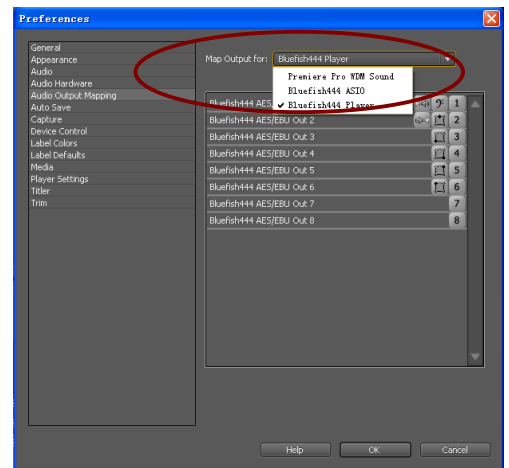 Preferences
General
Appearance
Audio
Audio Hardware
Audio Output Mapping
Auto Save
Capture
Device Control
Label Colors
Label Defaults
Media
Player Settings
Titler
Trim
Map Output for: Bluefish444 Player
Premiere Pro WDM Sound
Bluefish444 ASIO
✔ Bluefish444 Player
Bluefish444 AES/ 1
Bluefish444 AES/EBU Out 2 2
Bluefish444 AES/EBU Out 3 3
Bluefish444 AES/EBU Out 4 4
Bluefish444 AES/EBU Out 5 5
Bluefish444 AES/EBU Out 6 6
Bluefish444 AES/EBU Out 7 7
Bluefish444 AES/EBU Out 8 8
Help OK Cancel